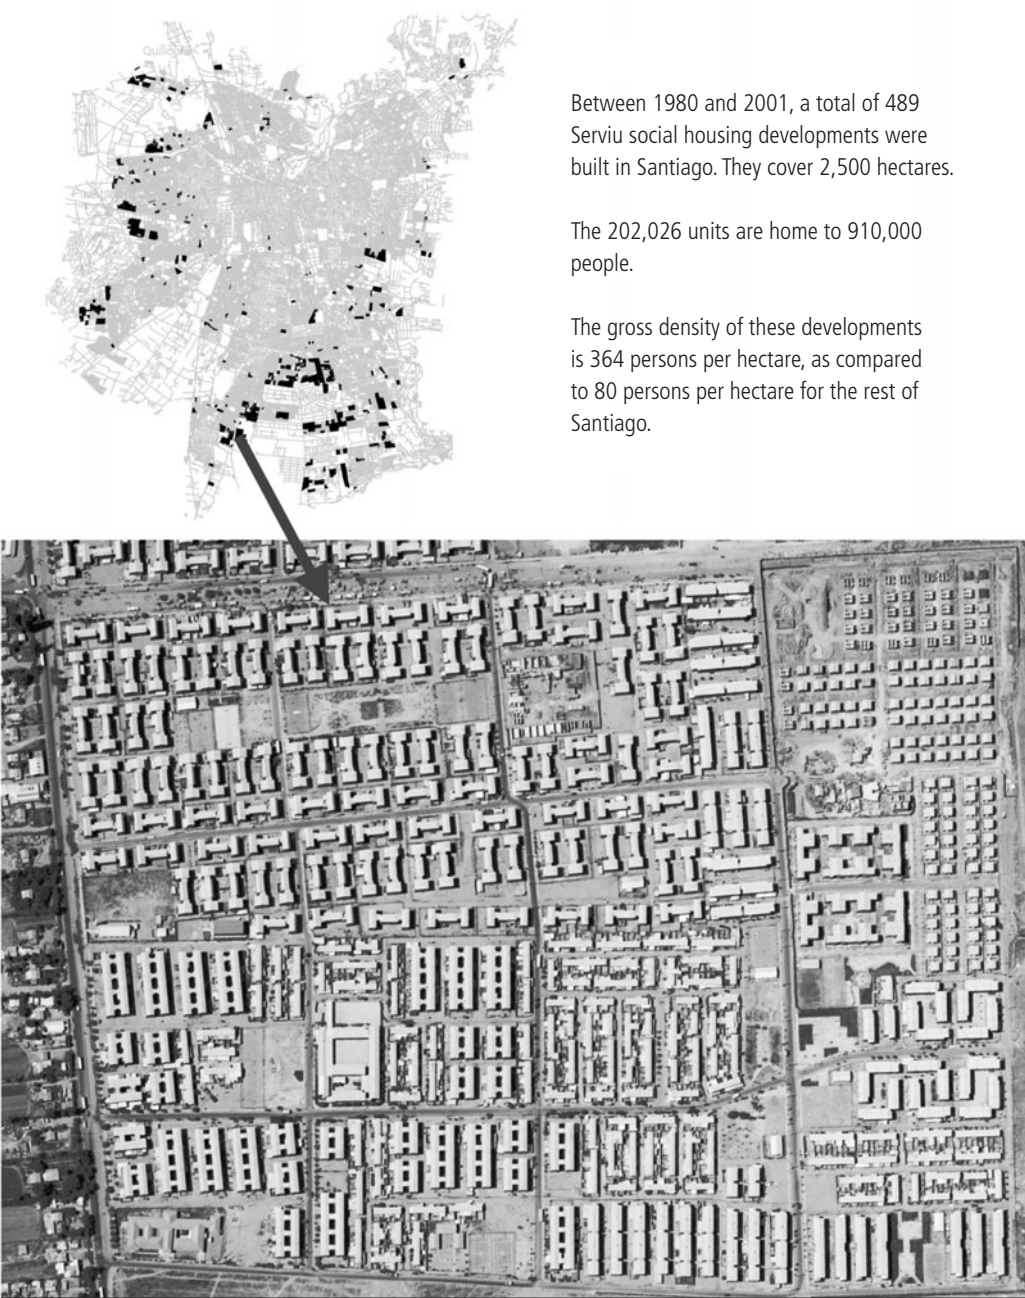 Between 1980 and 2001, a total of 489
Serviu social housing developments were
built in Santiago. They cover 2,500 hectares.
The 202,026 units are home to 910,000
people.
The gross density of these developments
is 364 persons per hectare, as compared
to 80 persons per hectare for the rest of
Santiago.